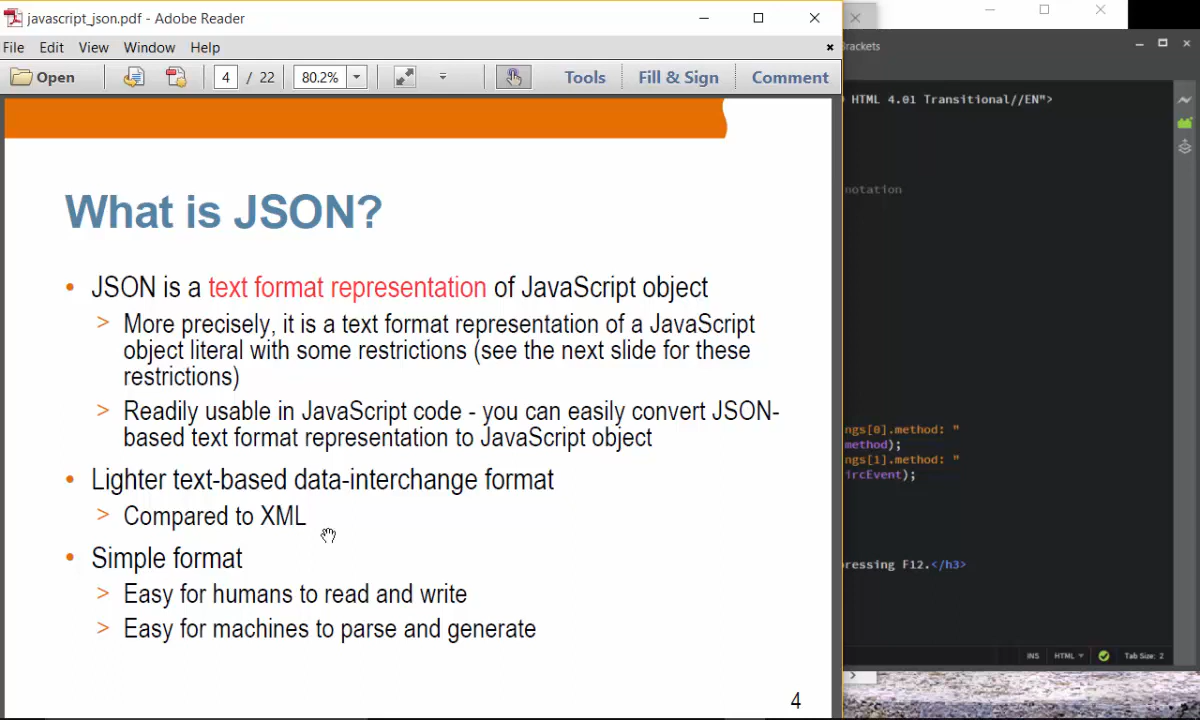 javascript_json.pdf - Adobe Reader
File Edit View Window Help
Open 4 / 22 80.2% Tools Fill & Sign Comment
What is JSON?
• JSON is a text format representation of JavaScript object
> More precisely, it is a text format representation of a JavaScript
object literal with some restrictions (see the next slide for these
restrictions)
> Readily usable in JavaScript code - you can easily convert JSON-
based text format representation to JavaScript object
• Lighter text-based data-interchange format
> Compared to XML
• Simple format
> Easy for humans to read and write
> Easy for machines to parse and generate
4
Brackets
HTML 4.01 Transitional//EN">
notation
ngs[0].method: "
method);
ngs[1].method: "
ircEvent);
ressing F12.</h3>
INS HTML Tab Size: 2